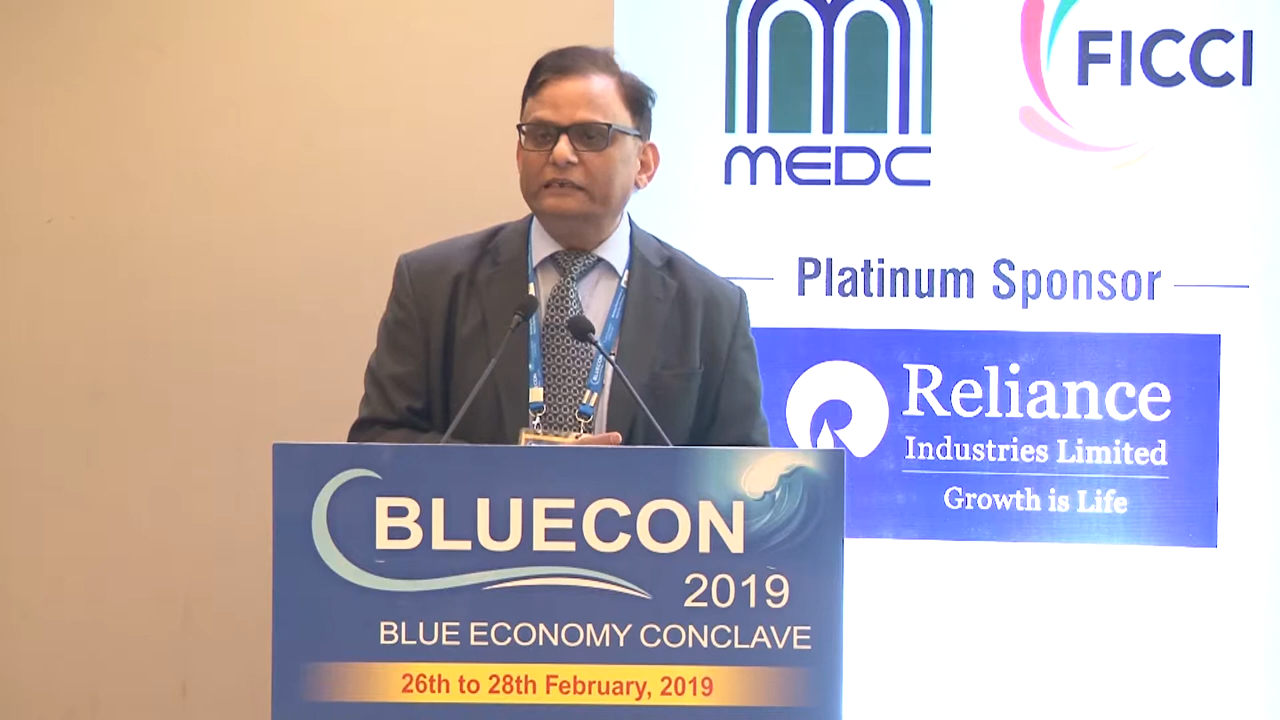 MEDC
FICCI
Platinum Sponsor
Reliance
Industries Limited
Growth is Life
BLUECON
2019
BLUE ECONOMY CONCLAVE
26th to 28th February, 2019
BLUECON